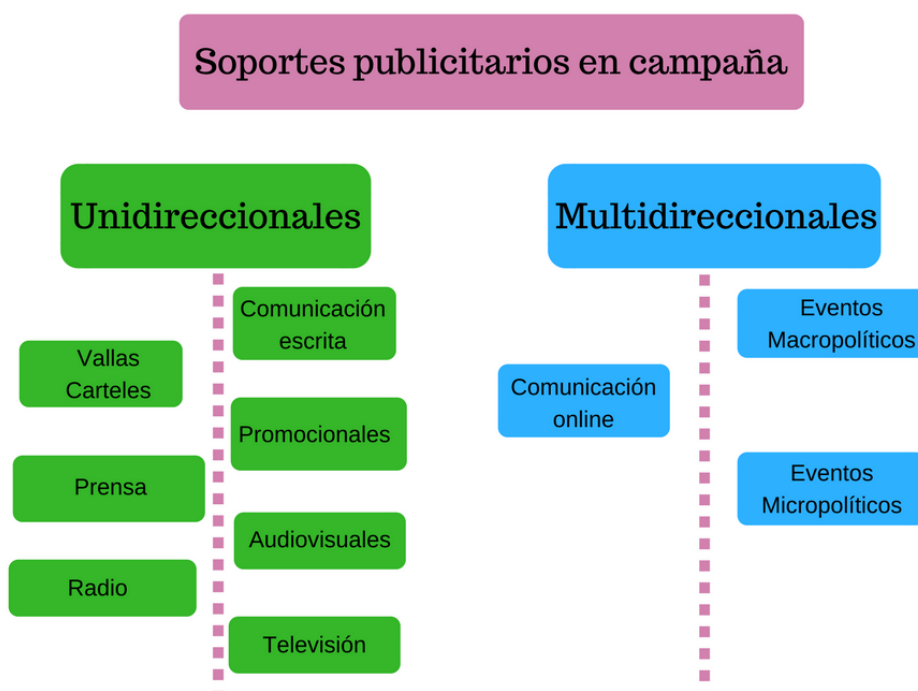 Soportes publicitarios en campaña
Unidireccionales
Comunicación
escrita
Vallas
Carteles
Promocionales
Prensa
Audiovisuales
Radio
Televisión
Multidireccionales
Eventos
Macropolíticos
Comunicación
online
Eventos
Micropolíticos